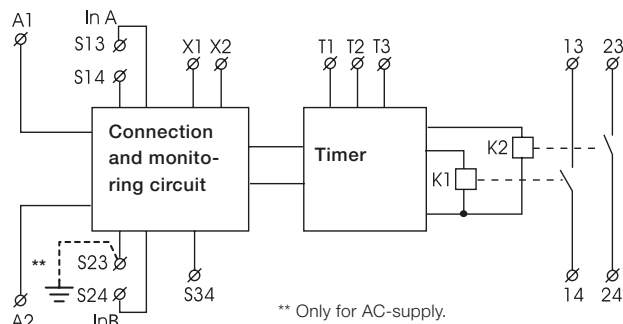 A1
In A
S13
S14
X1 X2
T1 T2 T3
13 23
Connection
and monito-
ring circuit
Timer
K2
K1
**
S23
S24
S34
14 24
A2
InB
** Only for AC-supply.